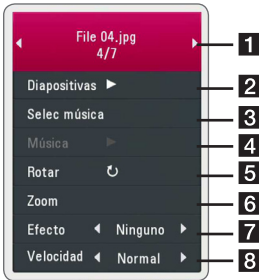 File 04.jpg
4/7
1
Diapositivas ▶
2
Selec música
3
Música ▶
4
Rotar ↻
5
Zoom
6
Efecto ◀ Ninguno ▶
7
Velocidad ◀ Normal ▶
8